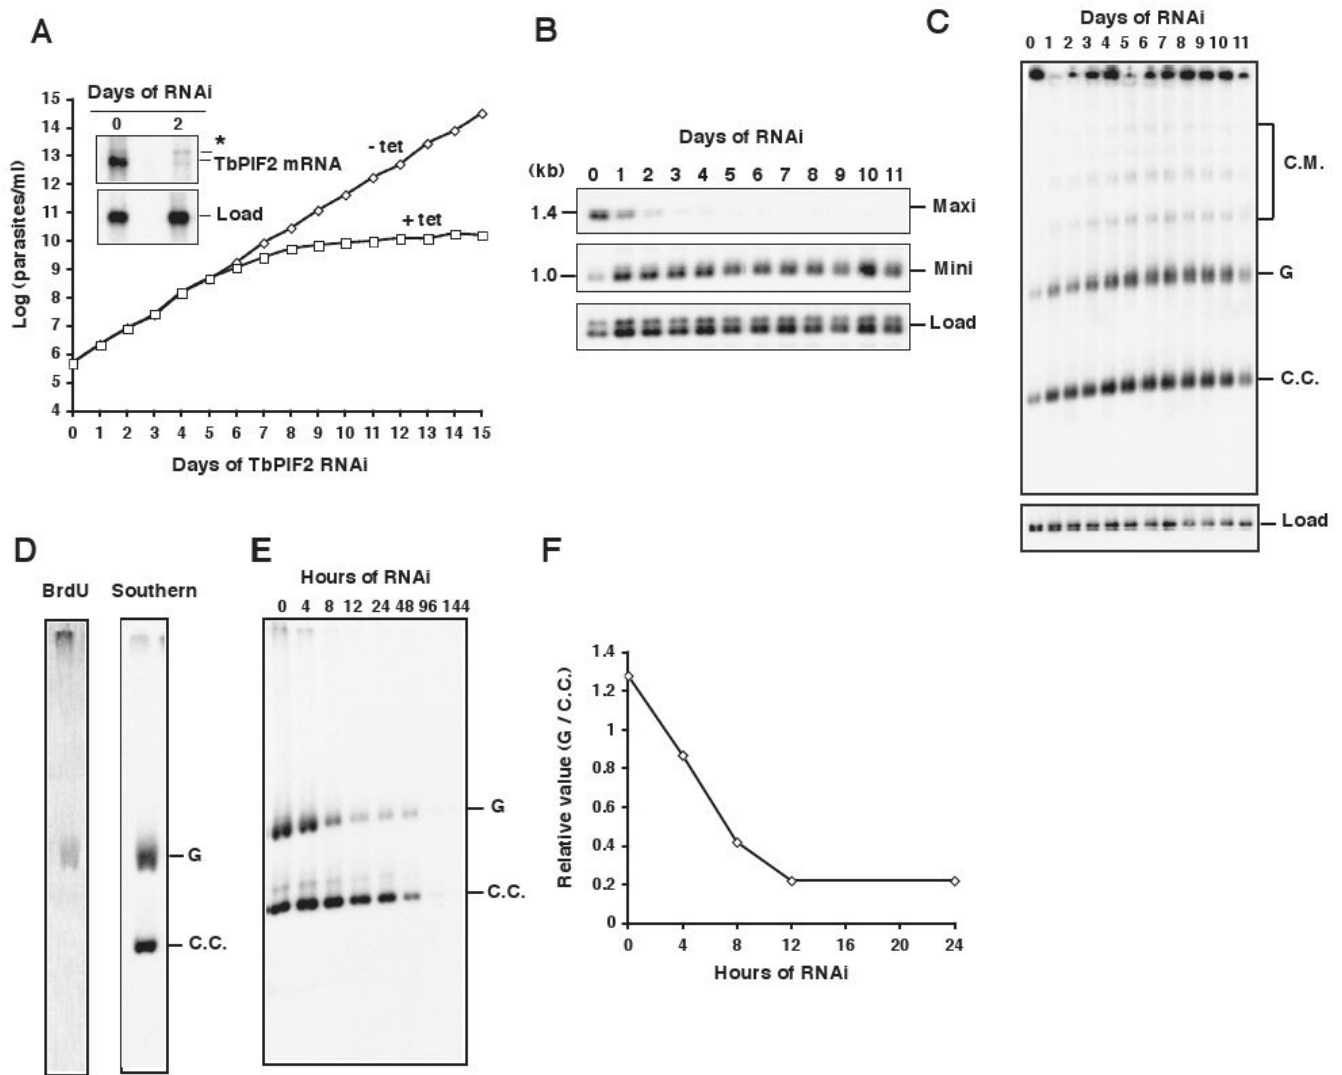 A
Days of RNAi
0 2
*
TbPIF2 mRNA
Load
- tet
+ tet
Log (parasites/ml)
15
14
13
12
11
10
9
8
7
6
5
4
0 1 2 3 4 5 6 7 8 9 10 11 12 13 14 15
Days of TbPIF2 RNAi
B
Days of RNAi
(kb) 0 1 2 3 4 5 6 7 8 9 10 11
1.4 Maxi
1.0 Mini
Load
C
Days of RNAi
0 1 2 3 4 5 6 7 8 9 10 11
C.M.
G
C.C.
Load
D
BrdU Southern
G
C.C.
E
Hours of RNAi
0 4 8 12 24 48 96 144
G
C.C.
F
Relative value (G / C.C.)
1.4
1.2
1
0.8
0.6
0.4
0.2
0
0 4 8 12 16 20 24
Hours of RNAi